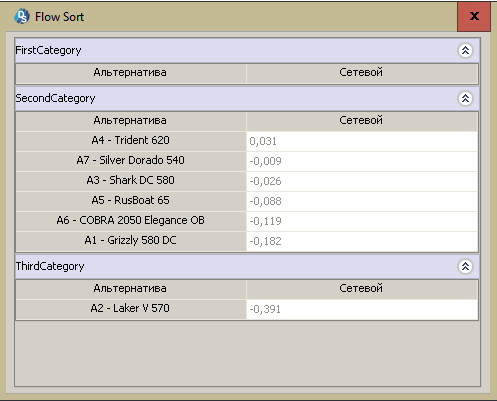 Flow Sort
FirstCategory
Альтернатива Сетевой
SecondCategory
Альтернатива Сетевой
A4 - Trident 620 0,031
A7 - Silver Dorado 540 -0,009
A3 - Shark DC 580 -0,026
A5 - RusBoat 65 -0,088
A6 - COBRA 2050 Elegance OB -0,119
A1 - Grizzly 580 DC -0,182
ThirdCategory
Альтернатива Сетевой
A2 - Laker V 570 -0,391